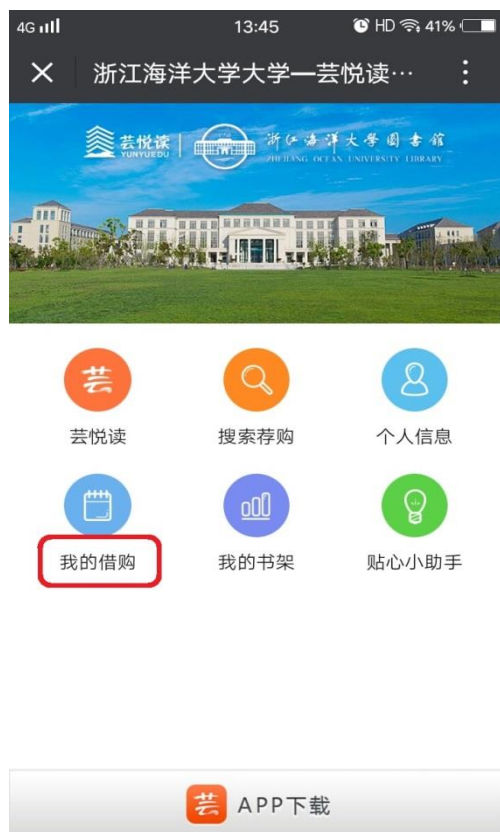 4G 13:45 HD 41%
浙江海洋大学大学—芸悦读…
芸悦读 浙江海洋大学图书馆
YUNYUEDU ZHEJIANG OCEAN UNIVERSITY LIBRARY
芸
芸悦读 搜索荐购 个人信息
我的借购 我的书架 贴心小助手
芸 APP下载